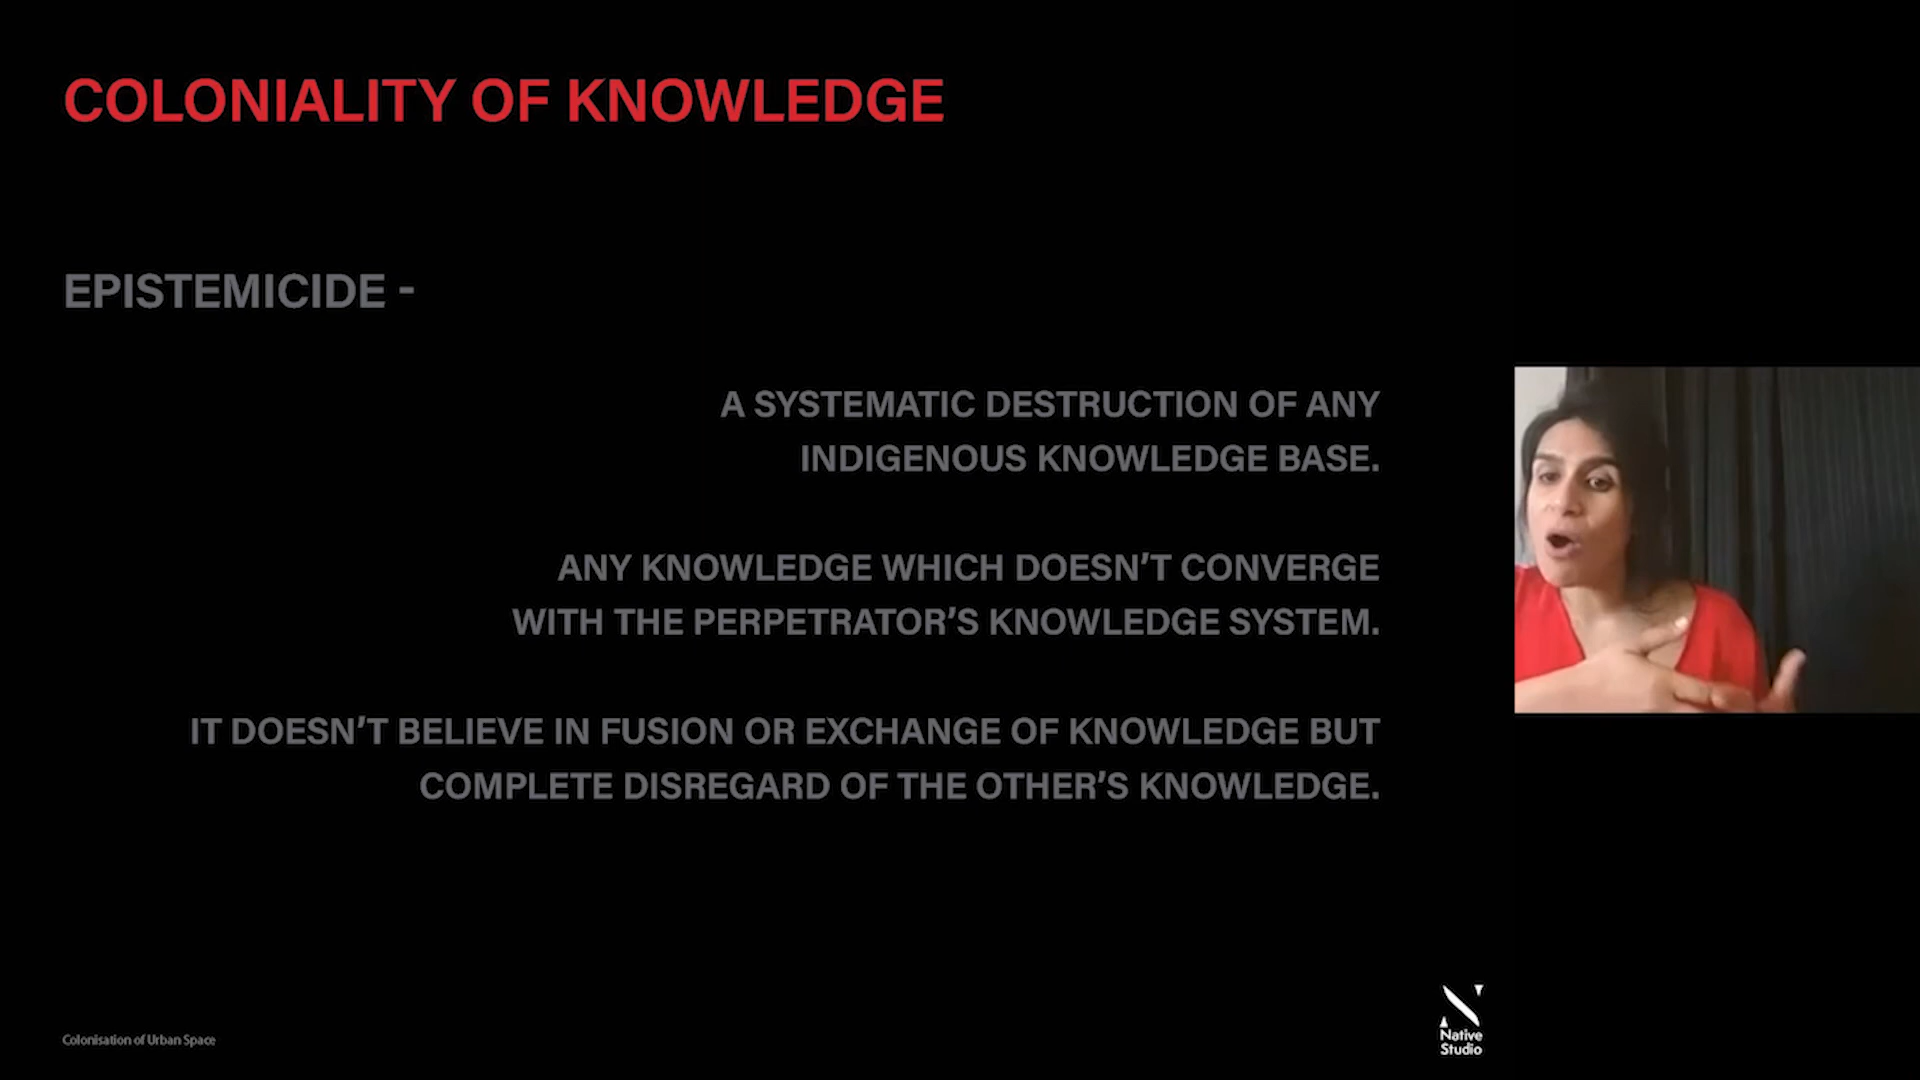 COLONIALITY OF KNOWLEDGE
EPISTEMICIDE -
A SYSTEMATIC DESTRUCTION OF ANY
INDIGENOUS KNOWLEDGE BASE.
ANY KNOWLEDGE WHICH DOESN’T CONVERGE
WITH THE PERPETRATOR’S KNOWLEDGE SYSTEM.
IT DOESN’T BELIEVE IN FUSION OR EXCHANGE OF KNOWLEDGE BUT
COMPLETE DISREGARD OF THE OTHER’S KNOWLEDGE.
Colonisation of Urban Space
Native
Studio